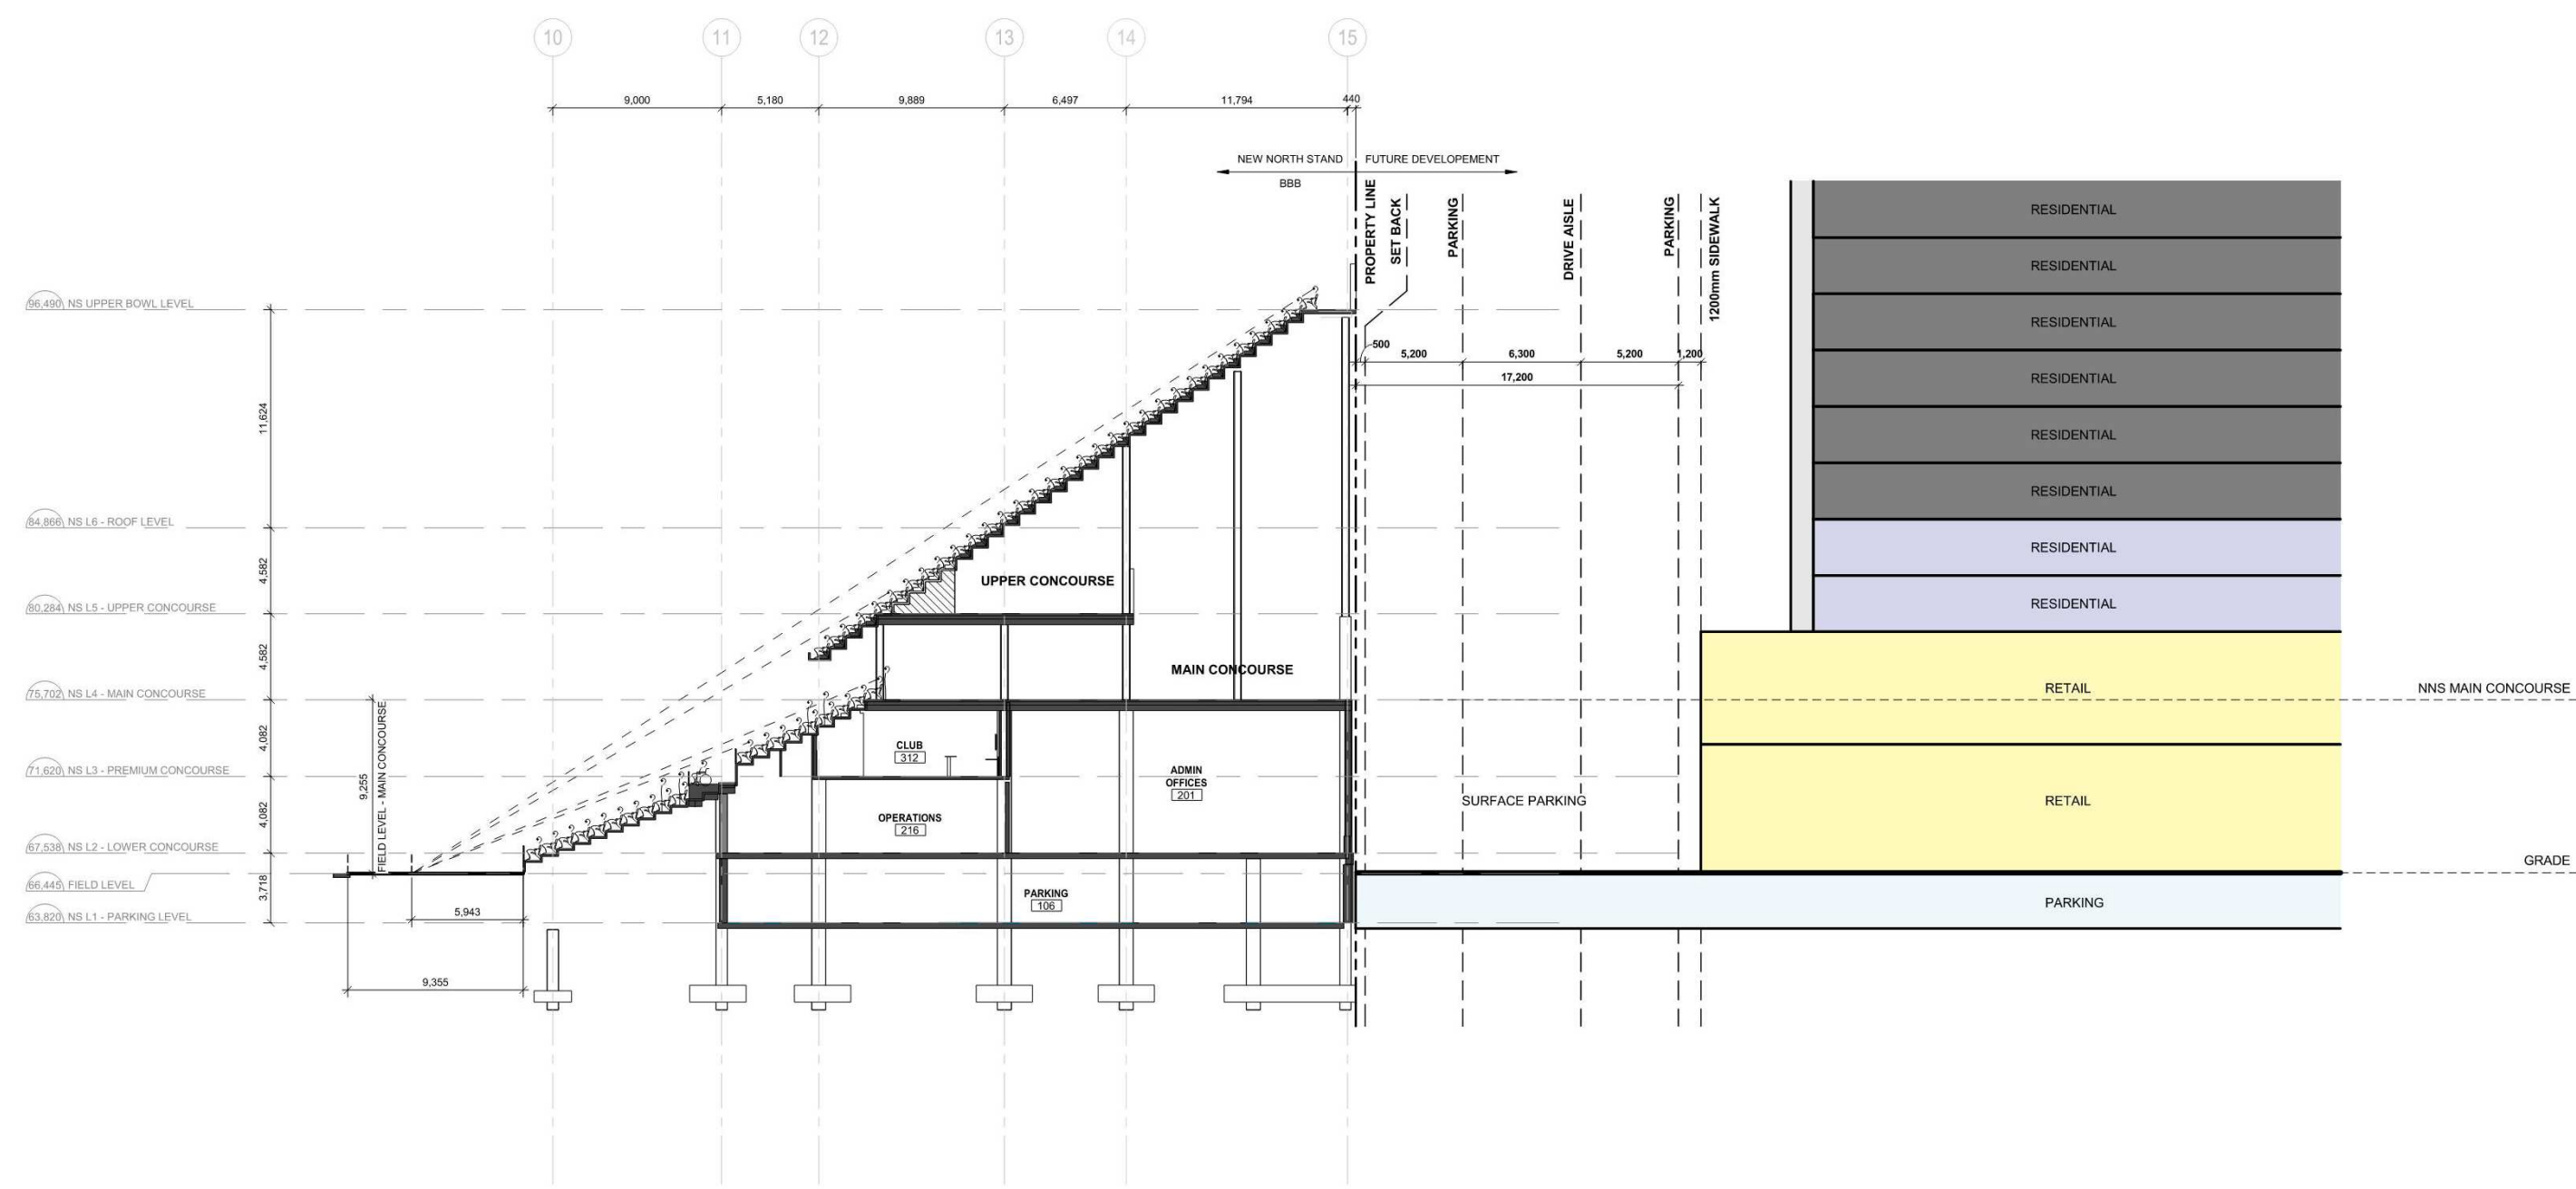 10
11
12
13
14
15
9,000
5,180
9,889
6,497
11,794
440
NEW NORTH STAND
FUTURE DEVELOPEMENT
BBB
PROPERTY LINE
SET BACK
PARKING
DRIVE AISLE
PARKING
1200mm SIDEWALK
500
5,200
6,300
5,200
1,200
17,200
96,490 NS UPPER BOWL LEVEL
11,624
84,866 NS L6 - ROOF LEVEL
4,582
80,284 NS L5 - UPPER CONCOURSE
4,582
75,702 NS L4 - MAIN CONCOURSE
4,082
71,620 NS L3 - PREMIUM CONCOURSE
4,082
67,538 NS L2 - LOWER CONCOURSE
66,445 FIELD LEVEL
3,718
63,820 NS L1 - PARKING LEVEL
9,255
FIELD LEVEL - MAIN CONCOURSE
5,943
9,355
UPPER CONCOURSE
MAIN CONCOURSE
CLUB
312
ADMIN
OFFICES
201
OPERATIONS
216
PARKING
106
SURFACE PARKING
RESIDENTIAL
RESIDENTIAL
RESIDENTIAL
RESIDENTIAL
RESIDENTIAL
RESIDENTIAL
RESIDENTIAL
RESIDENTIAL
RETAIL
RETAIL
PARKING
NNS MAIN CONCOURSE
GRADE